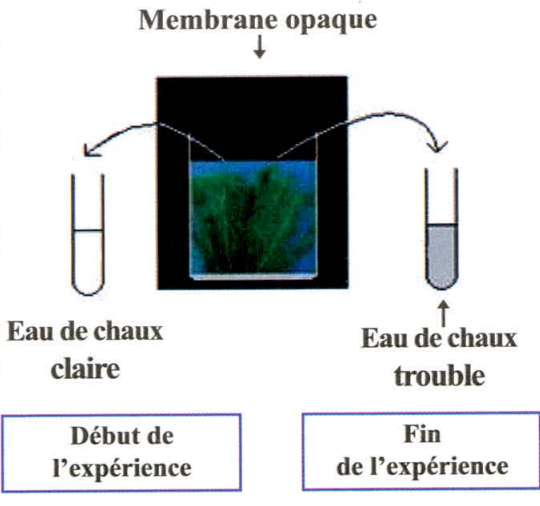 Membrane opaque
Eau de chaux
claire
Eau de chaux
trouble
Début de
l'expérience
Fin
de l'expérience